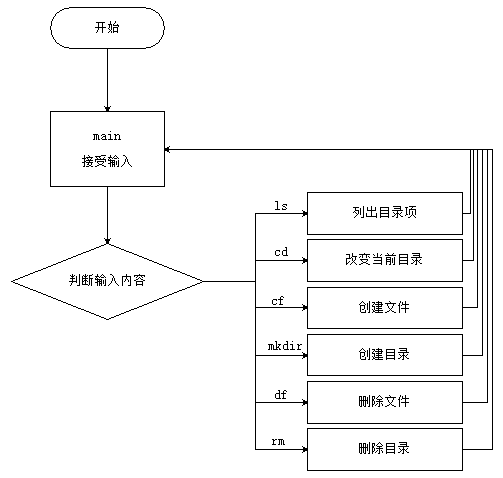 开始
main
接受输入
判断输入内容
ls
列出目录项
cd
改变当前目录
cf
创建文件
mkdir
创建目录
df
删除文件
rm
删除目录